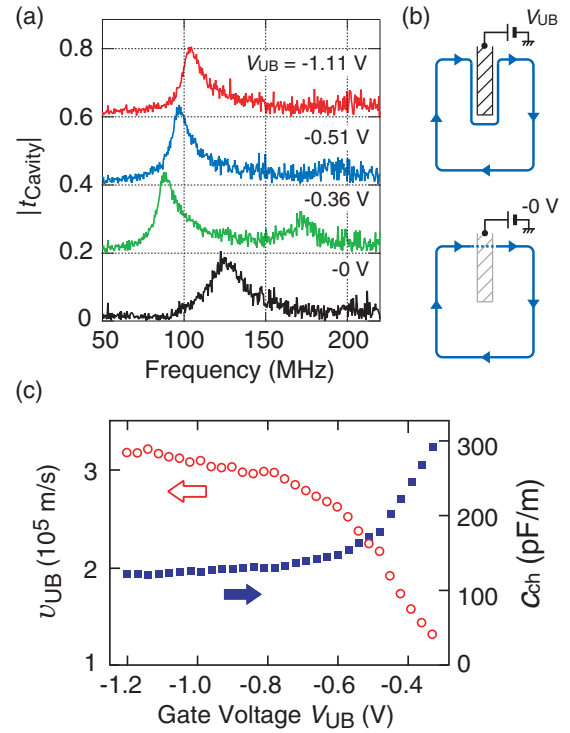 (a)
(b)
0.8
0.6
0.4
0.2
0
|tCavity|
VUB = -1.11 V
-0.51 V
-0.36 V
-0 V
50
100
150
200
Frequency (MHz)
VUB
-0 V
(c)
3
2
1
υUB (10⁵ m/s)
300
200
100
0
Cch (pF/m)
-1.2
-1.0
-0.8
-0.6
-0.4
Gate Voltage VUB (V)